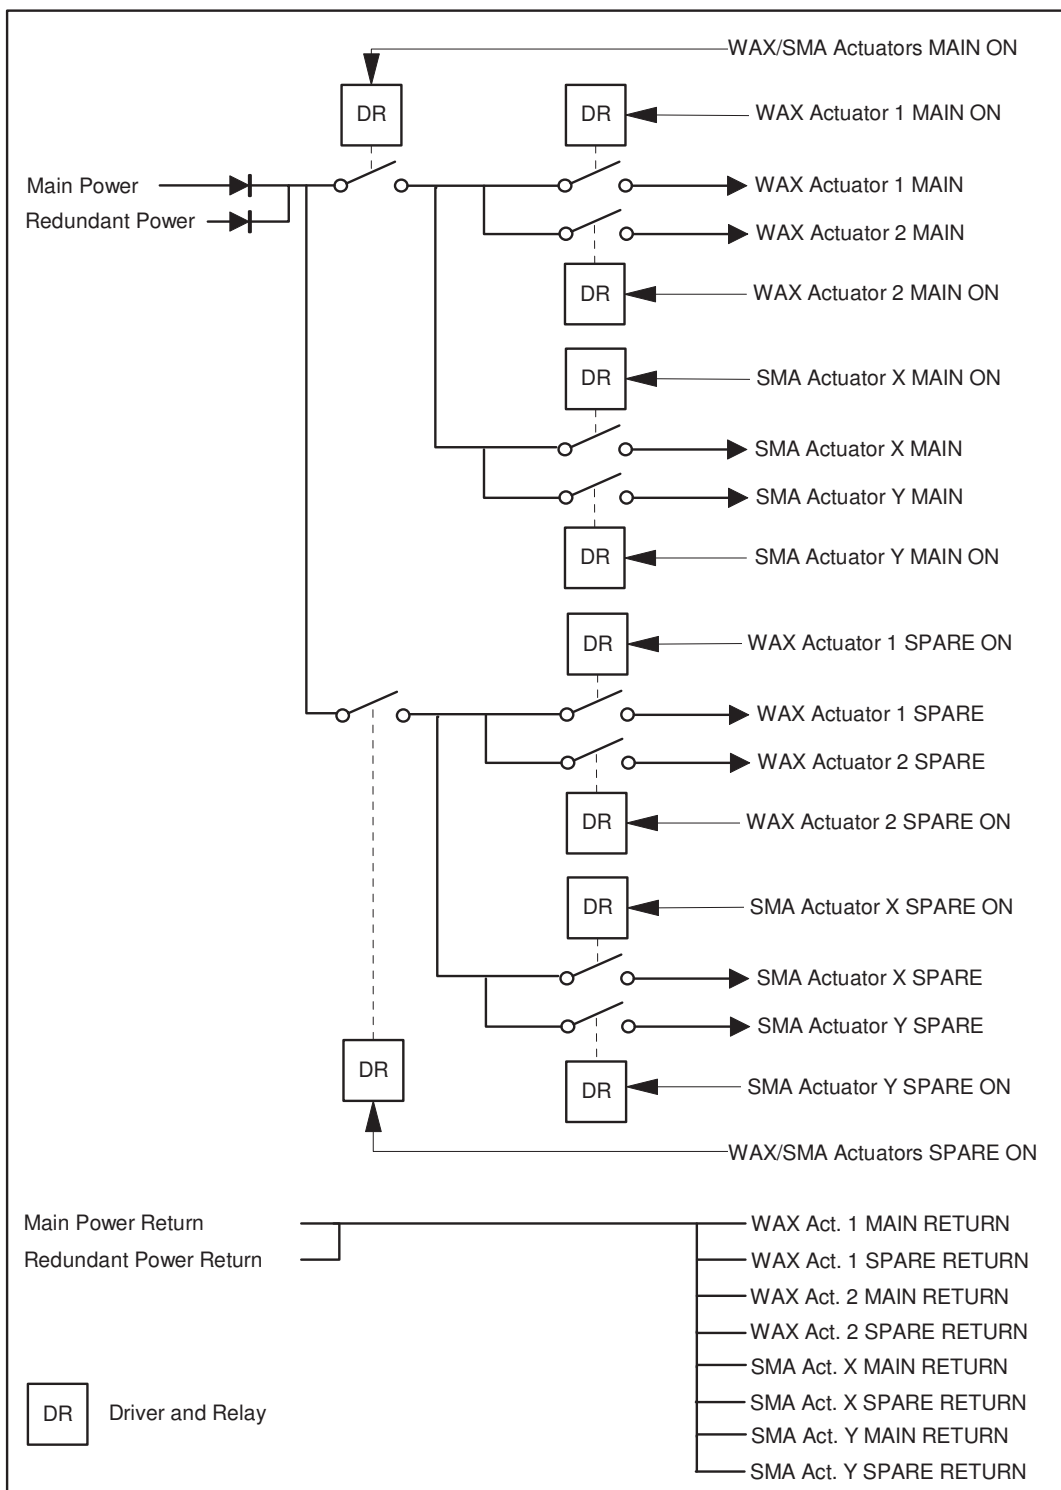 WAX/SMA Actuators MAIN ON
DR
DR
WAX Actuator 1 MAIN ON
Main Power
WAX Actuator 1 MAIN
Redundant Power
WAX Actuator 2 MAIN
DR
WAX Actuator 2 MAIN ON
DR
SMA Actuator X MAIN ON
SMA Actuator X MAIN
SMA Actuator Y MAIN
DR
SMA Actuator Y MAIN ON
DR
WAX Actuator 1 SPARE ON
WAX Actuator 1 SPARE
WAX Actuator 2 SPARE
DR
WAX Actuator 2 SPARE ON
DR
SMA Actuator X SPARE ON
SMA Actuator X SPARE
SMA Actuator Y SPARE
DR
DR
SMA Actuator Y SPARE ON
WAX/SMA Actuators SPARE ON
Main Power Return
WAX Act. 1 MAIN RETURN
Redundant Power Return
WAX Act. 1 SPARE RETURN
WAX Act. 2 MAIN RETURN
WAX Act. 2 SPARE RETURN
SMA Act. X MAIN RETURN
SMA Act. X SPARE RETURN
DR
Driver and Relay
SMA Act. Y MAIN RETURN
SMA Act. Y SPARE RETURN